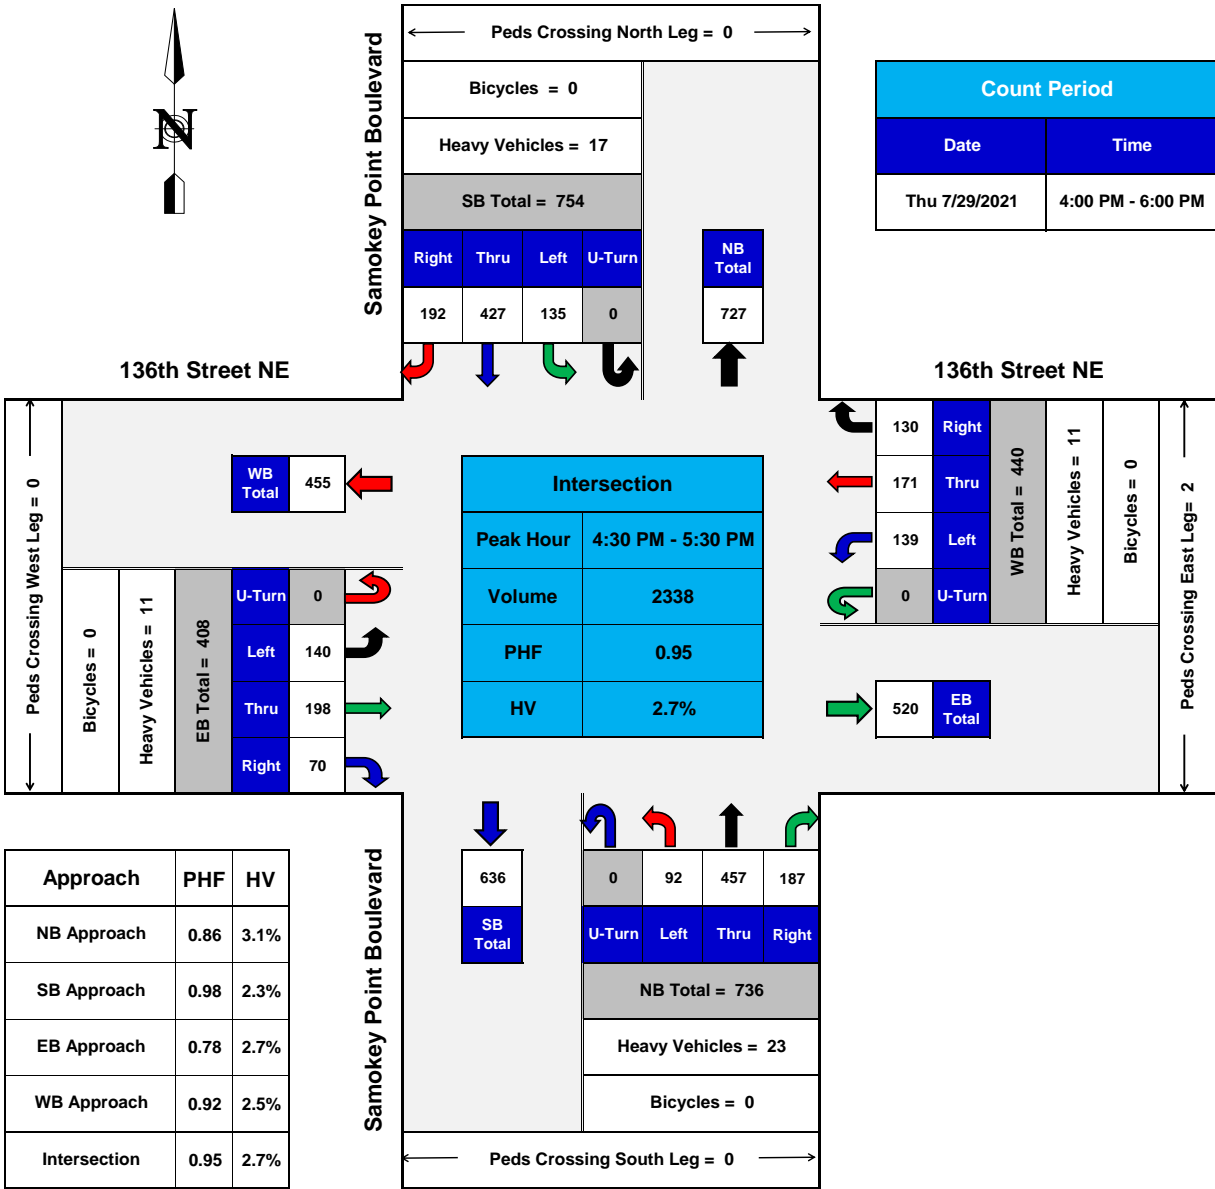 Peds Crossing North Leg = 0
Samokey Point Boulevard
Bicycles = 0
Heavy Vehicles = 17
SB Total = 754
Right Thru Left U-Turn
192 427 135 0
NB
Total
727
N
Count Period
Date Time
Thu 7/29/2021 4:00 PM - 6:00 PM
136th Street NE
136th Street NE
Peds Crossing West Leg = 0
WB
Total
455
Bicycles = 0
Heavy Vehicles = 11
EB Total = 408
U-Turn 0
Left 140
Thru 198
Right 70
Intersection
Peak Hour 4:30 PM - 5:30 PM
Volume 2338
PHF 0.95
HV 2.7%
130 Right
171 Thru
139 Left
0 U-Turn
WB Total = 440
Heavy Vehicles = 11
Bicycles = 0
Peds Crossing East Leg= 2
520
EB
Total
Approach PHF HV
NB Approach 0.86 3.1%
SB Approach 0.98 2.3%
EB Approach 0.78 2.7%
WB Approach 0.92 2.5%
Intersection 0.95 2.7%
Samokey Point Boulevard
636
SB
Total
0 92 457 187
U-Turn Left Thru Right
NB Total = 736
Heavy Vehicles = 23
Bicycles = 0
Peds Crossing South Leg = 0